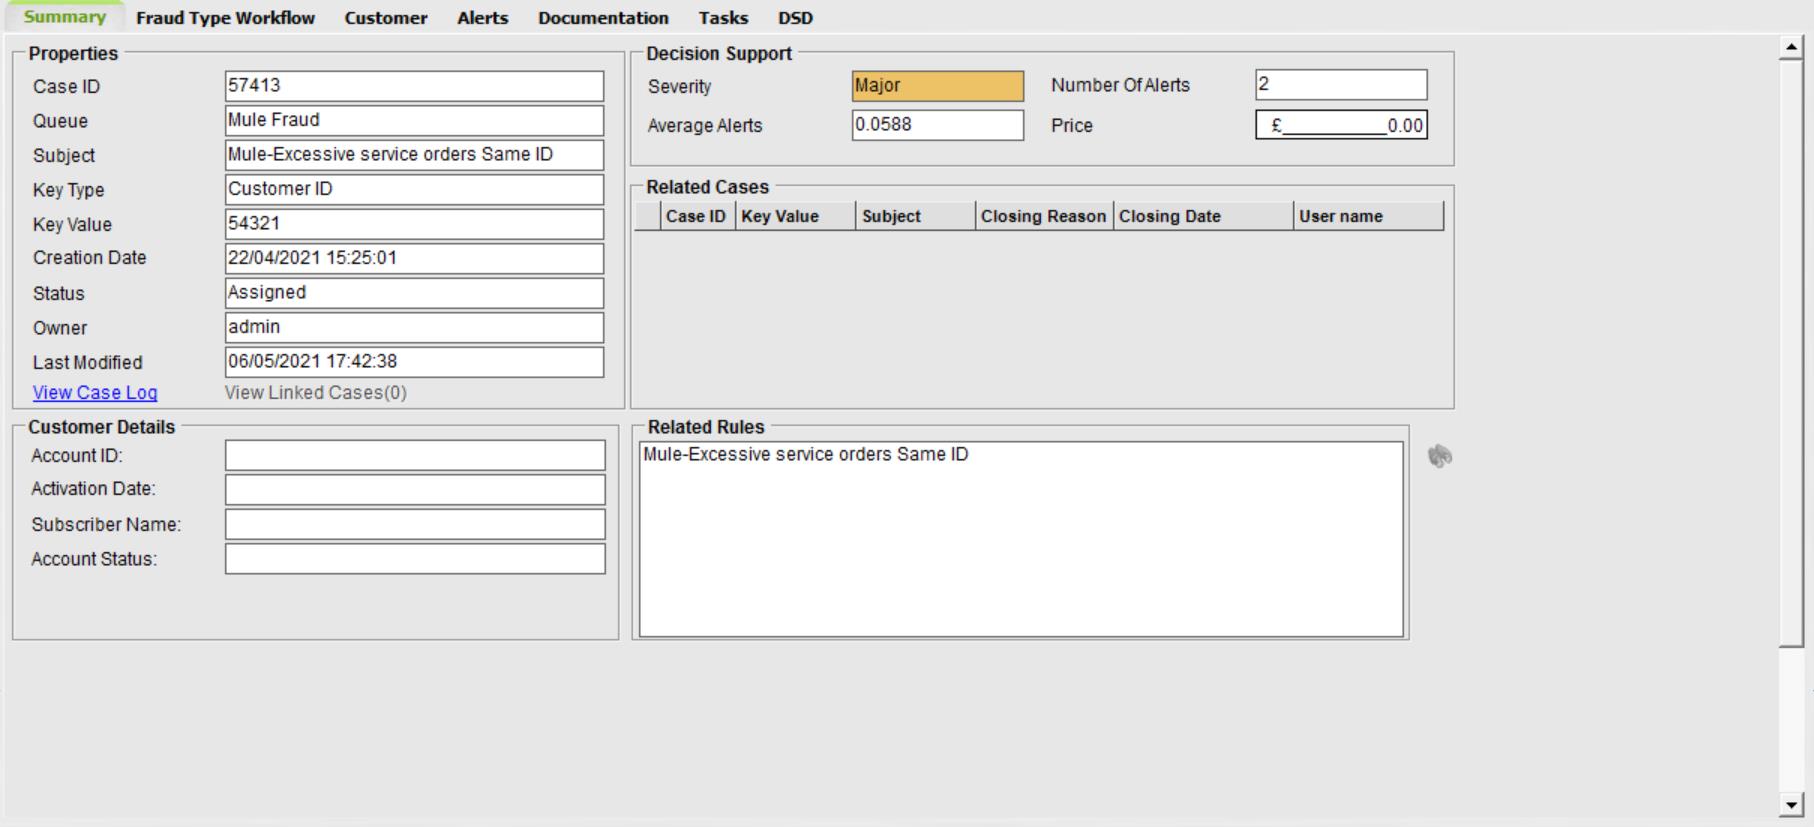 Summary Fraud Type Workflow Customer Alerts Documentation Tasks DSD
Properties
Case ID 57413
Queue Mule Fraud
Subject Mule-Excessive service orders Same ID
Key Type Customer ID
Key Value 54321
Creation Date 22/04/2021 15:25:01
Status Assigned
Owner admin
Last Modified 06/05/2021 17:42:38
View Case Log View Linked Cases(0)
Decision Support
Severity Major Number Of Alerts 2
Average Alerts 0.0588 Price £__________0.00
Related Cases
Case ID Key Value Subject Closing Reason Closing Date User name
Customer Details
Account ID:
Activation Date:
Subscriber Name:
Account Status:
Related Rules
Mule-Excessive service orders Same ID